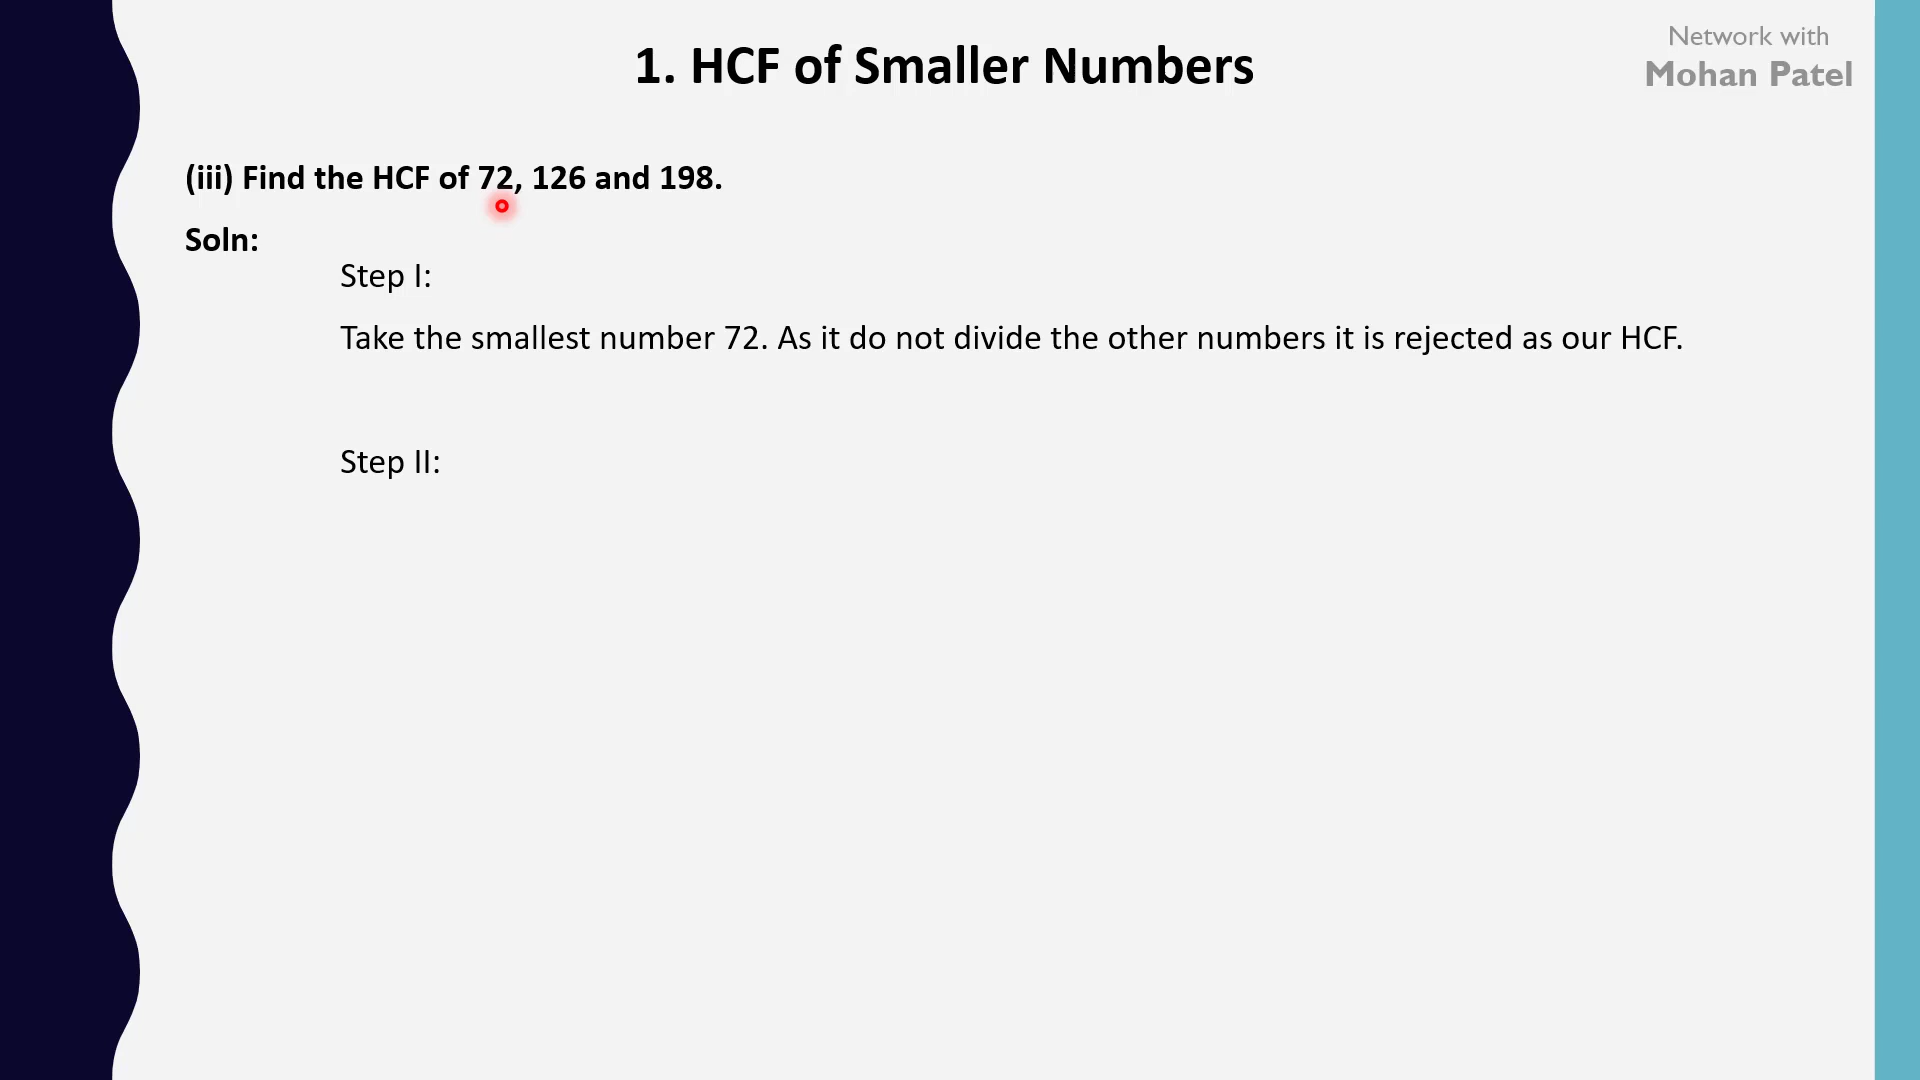 1. HCF of Smaller Numbers
Network with
Mohan Patel
(iii) Find the HCF of 72, 126 and 198.
Soln:
Step I:
Take the smallest number 72. As it do not divide the other numbers it is rejected as our HCF.
Step II: